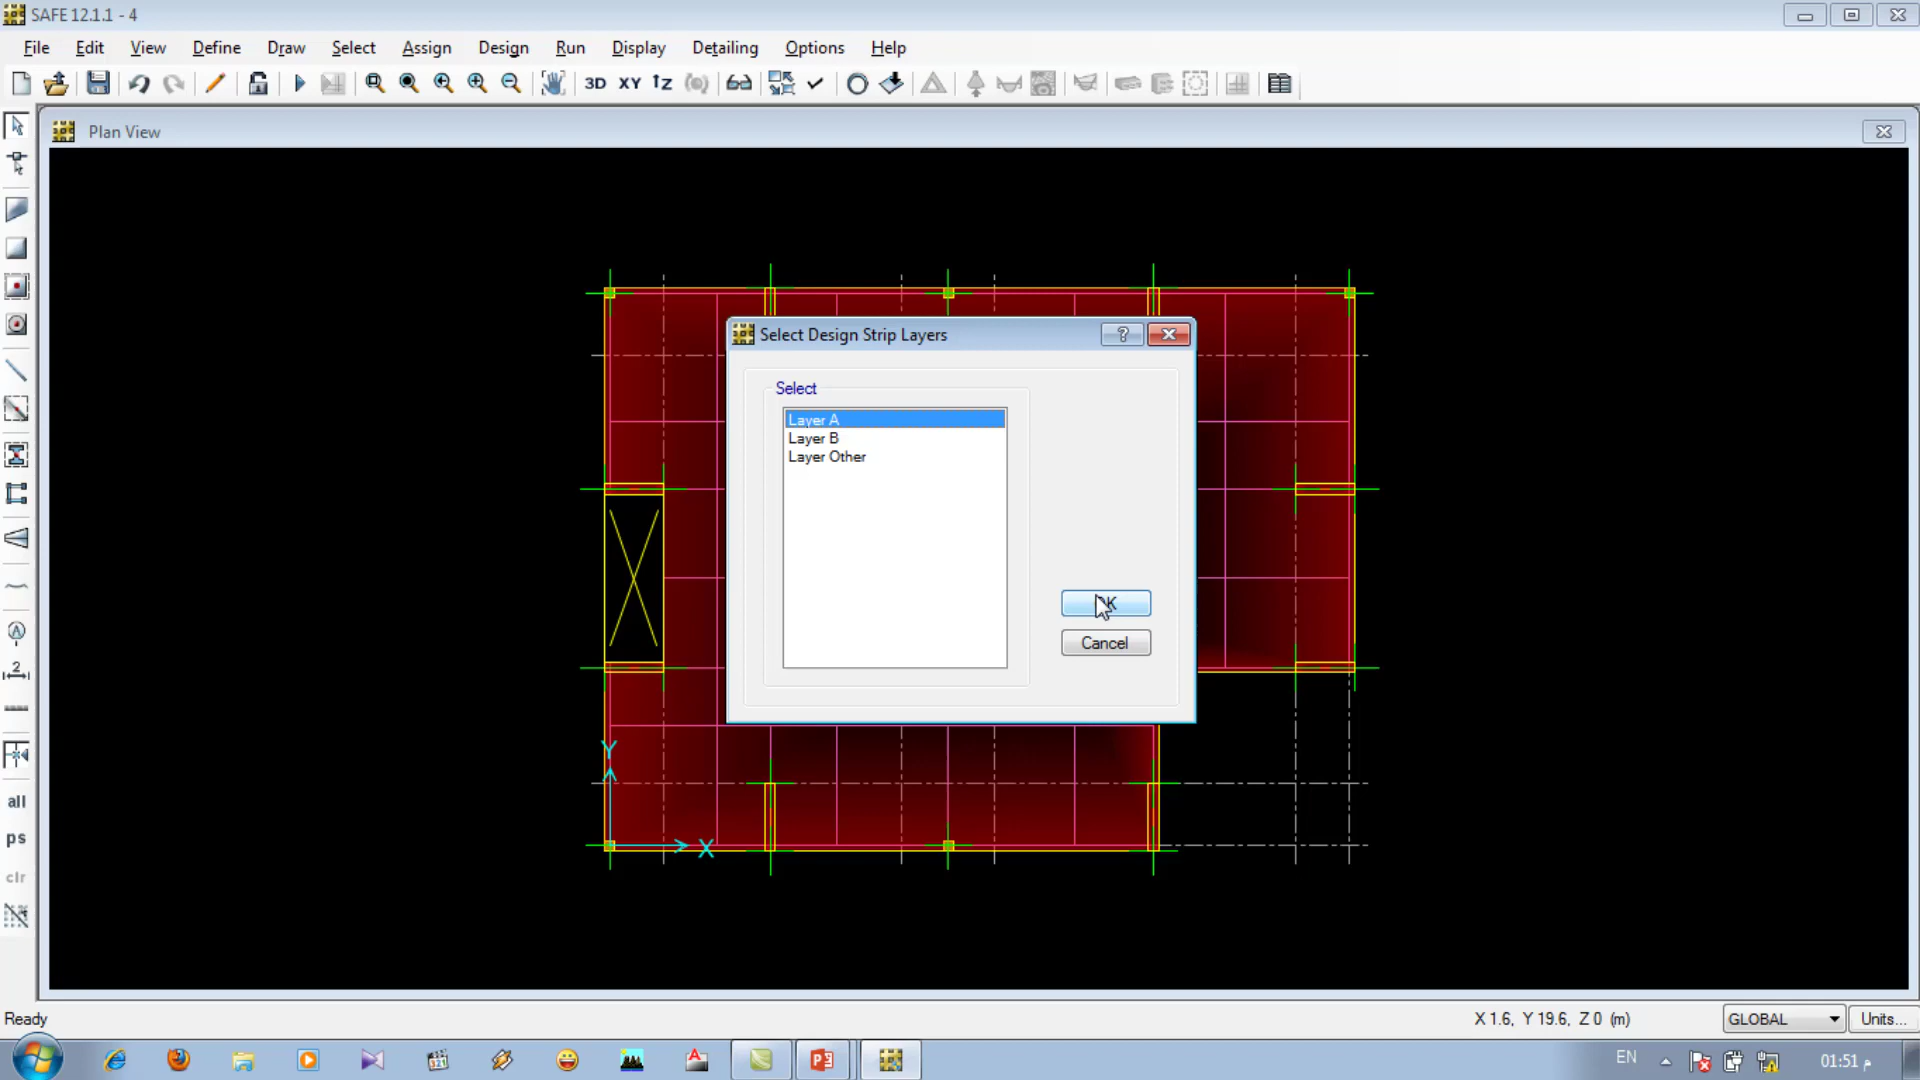 SAFE 12.1.1 - 4
File Edit View Define Draw Select Assign Design Run Display Detailing Options Help
3D XY
Plan View
Select Design Strip Layers
Select
Layer A
Layer B
Layer Other
OK
Cancel
Y
X
2
all
ps
clr
Ready
X 1.6, Y 19.6, Z 0 (m)
GLOBAL
Units...
EN
01:51 م